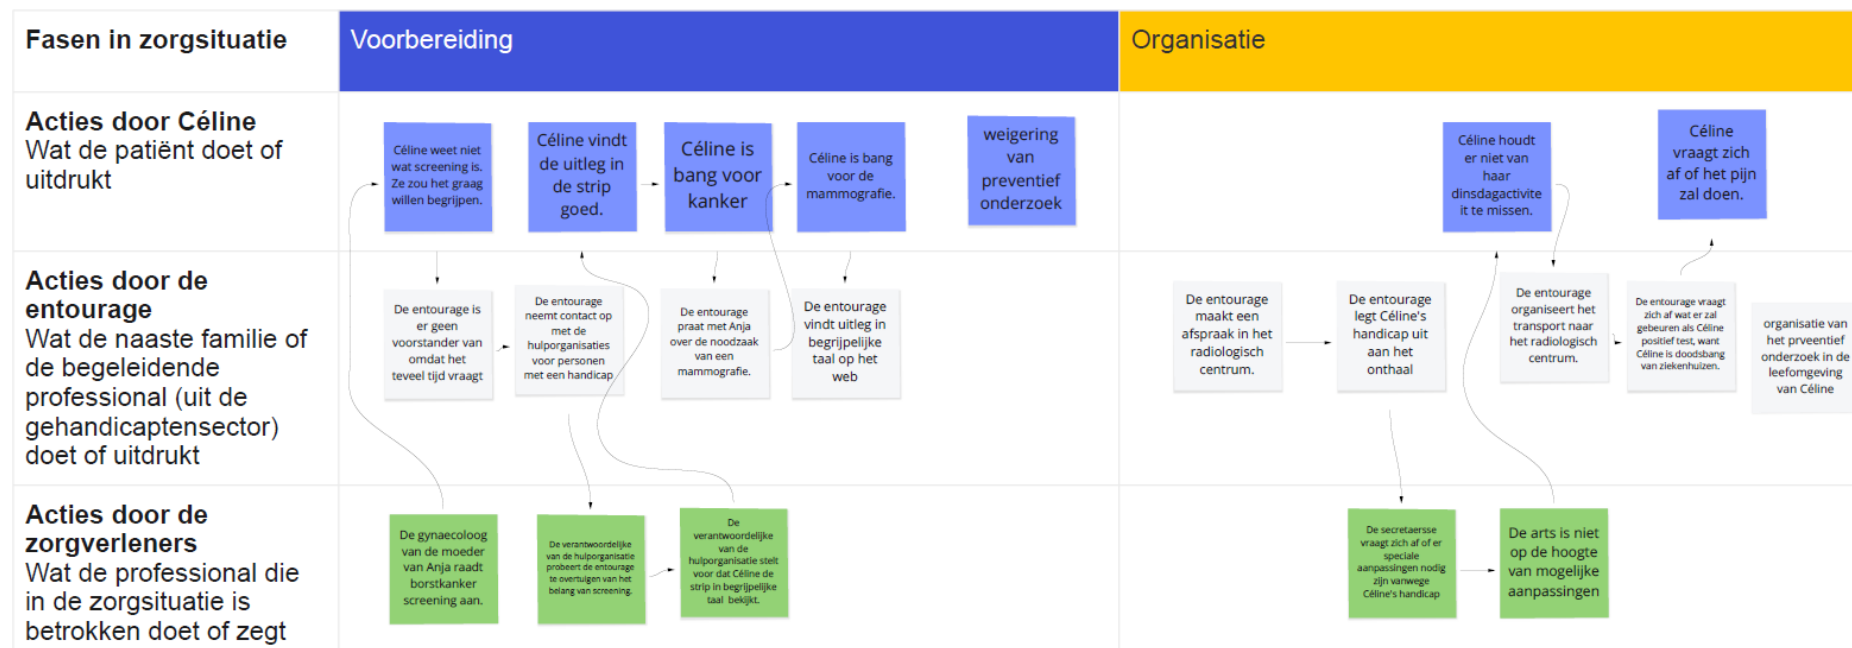 Fasen in zorgsituatie
Voorbereiding
Organisatie
Acties door Céline
Wat de patiënt doet of
uitdrukt
Céline weet niet
wat screening is.
Ze zou het graag
willen begrijpen.
Céline vindt
de uitleg in
de strip
goed.
Céline is
bang voor
kanker
Céline is bang
voor de
mammografie.
weigering
van
preventief
onderzoek
Céline houdt
er niet van
haar
dinsdagactivite
it te missen.
Céline
vraagt zich
af of het pijn
zal doen.
Acties door de
entourage
Wat de naaste familie of
de begeleidende
professional (uit de
gehandicaptensector)
doet of uitdrukt
De entourage is
er geen
voorstander van
omdat het
teveel tijd vraagt
De entourage
neemt contact op
met de
hulporganisaties
voor personen
met een handicap
De entourage
praat met Anja
over de noodzaak
van een
mammografie.
De entourage
vindt uitleg in
begrijpelijke
taal op het
web
De entourage
maakt een
afspraak in het
radiologisch
centrum.
De entourage
legt Céline's
handicap uit
aan het
onthaal
De entourage
organiseert het
transport naar
het radiologisch
centrum.
De entourage vraagt
zich af wat er zal
gebeuren als Céline
positief test, want
Céline is doodsbang
van ziekenhuizen.
organisatie van
het prveentief
onderzoek in de
leefomgeving
van Céline
Acties door de
zorgverleners
Wat de professional die
in de zorgsituatie is
betrokken doet of zegt
De gynaecoloog
van de moeder
van Anja raadt
borstkanker
screening aan.
De verantwoordelijke
van de hulporganisatie
probeert de entourage
te overtuigen van het
belang van screening.
De
verantwoordelijke
van de
hulporganisatie stelt
voor dat Céline de
strip in begrijpelijke
taal bekijkt.
De secretaersse
vraagt zich af of er
speciale
aanpassingen nodig
zijn vanwege
Céline's handicap
De arts is niet
op de hoogte
van mogelijke
aanpassingen